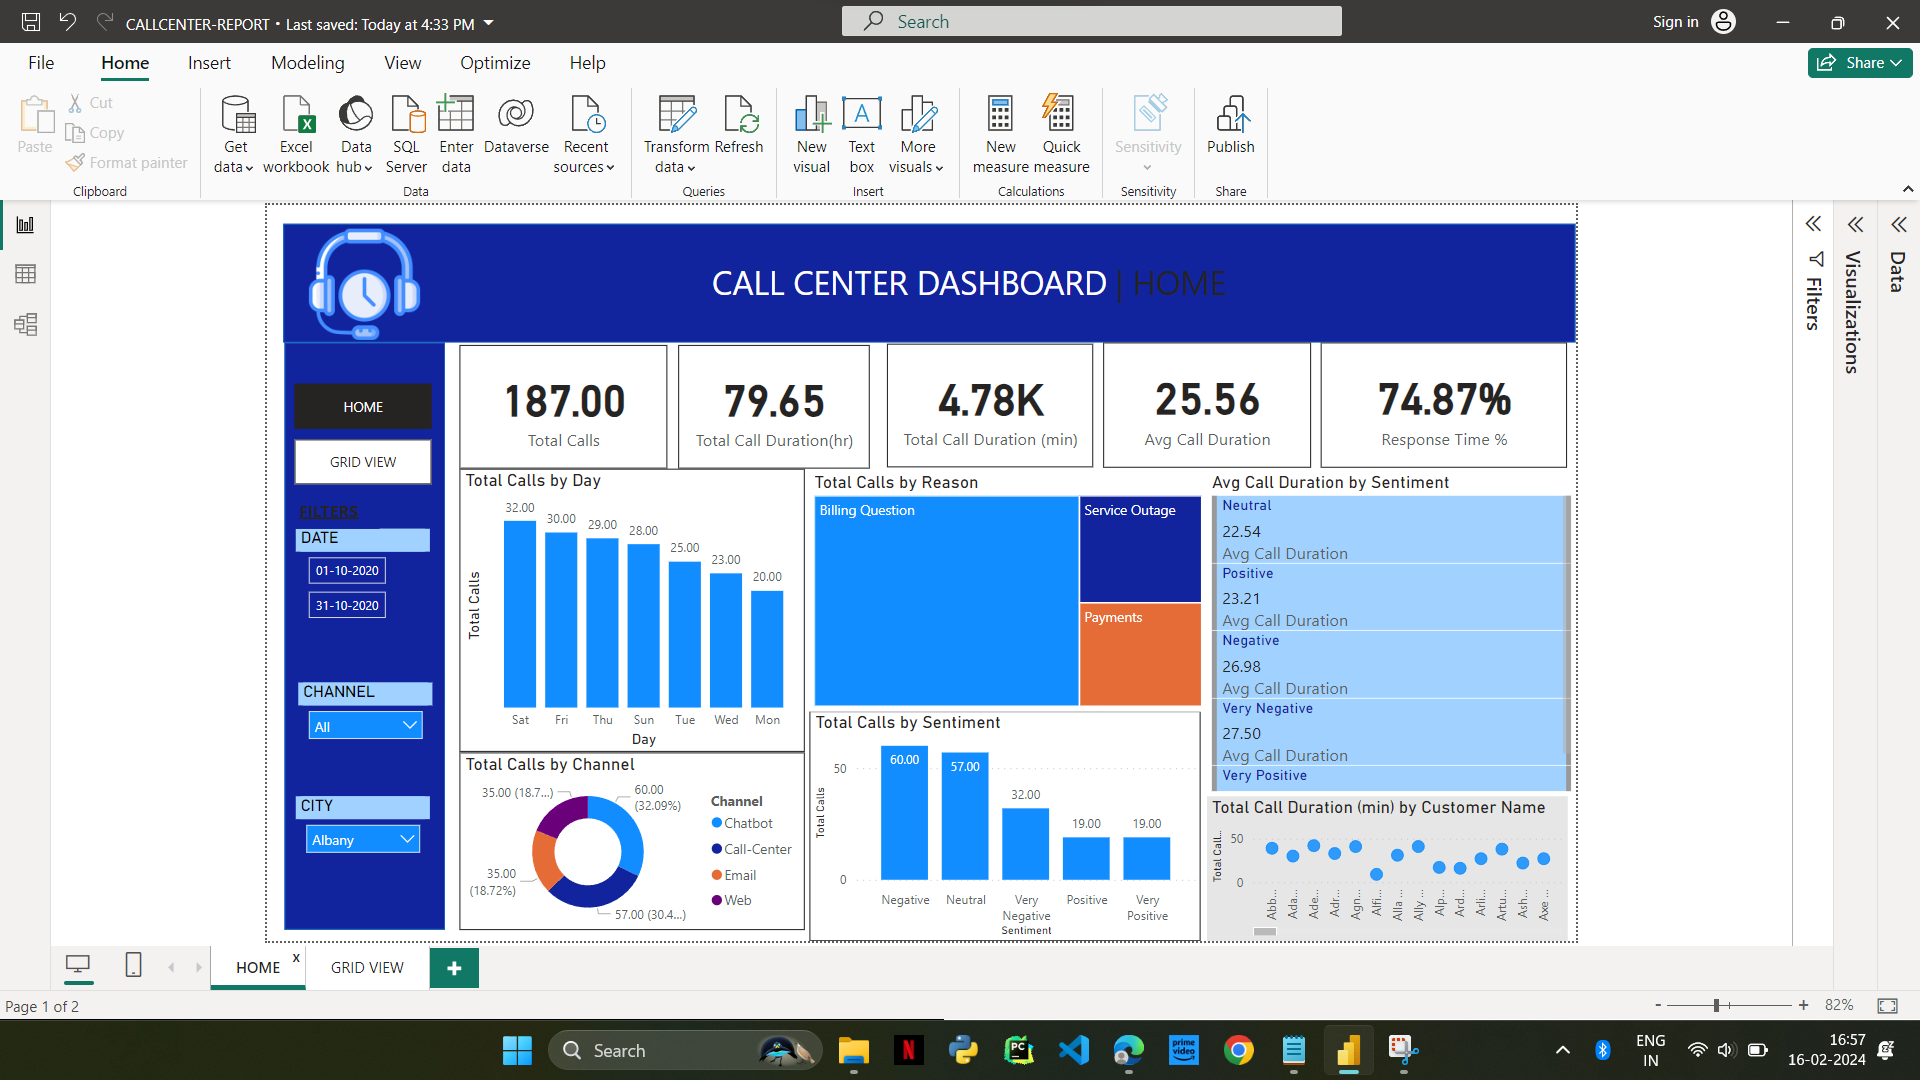 CALLCENTER-REPORT • Last saved: Today at 4:33 PM
Search
Sign in
File
Home
Insert
Modeling
View
Optimize
Help
Share
Paste
Cut
Copy
Format painter
Clipboard
Get data
Excel workbook
Data hub
SQL Server
Enter data
Dataverse
Recent sources
Data
Transform data
Refresh
Queries
New visual
Text box
More visuals
Insert
New measure
Quick measure
Calculations
Sensitivity
Sensitivity
Publish
Share
CALL CENTER DASHBOARD | HOME
HOME
GRID VIEW
FILTERS
DATE
01-10-2020
31-10-2020
CHANNEL
All
CITY
Albany
187.00
Total Calls
79.65
Total Call Duration(hr)
4.78K
Total Call Duration (min)
25.56
Avg Call Duration
74.87%
Response Time %
Total Calls by Day
Total Calls
32.00
30.00
29.00
28.00
25.00
23.00
20.00
Sat
Fri
Thu
Sun
Tue
Wed
Mon
Day
Total Calls by Channel
35.00 (18.7...)
60.00
(32.09%)
35.00
(18.72%)
57.00 (30.4...)
Channel
Chatbot
Call-Center
Email
Web
Total Calls by Reason
Billing Question
Service Outage
Payments
Total Calls by Sentiment
Total Calls
50
0
60.00
57.00
32.00
19.00
19.00
Negative
Neutral
Very Negative
Positive
Very Positive
Sentiment
Avg Call Duration by Sentiment
Neutral
22.54
Avg Call Duration
Positive
23.21
Avg Call Duration
Negative
26.98
Avg Call Duration
Very Negative
27.50
Avg Call Duration
Very Positive
Total Call Duration (min) by Customer Name
Total Call...
50
0
Abb...
Ada...
Ade...
Adr...
Agn...
Alfi...
Alla...
Ally...
Alp...
Ard...
Arli...
Artu...
Ash...
Axe...
Filters
Visualizations
Data
HOME
x
GRID VIEW
+
Page 1 of 2
- + 82%
Search
N
PC
prime video
ENG
IN
16:57
16-02-2024